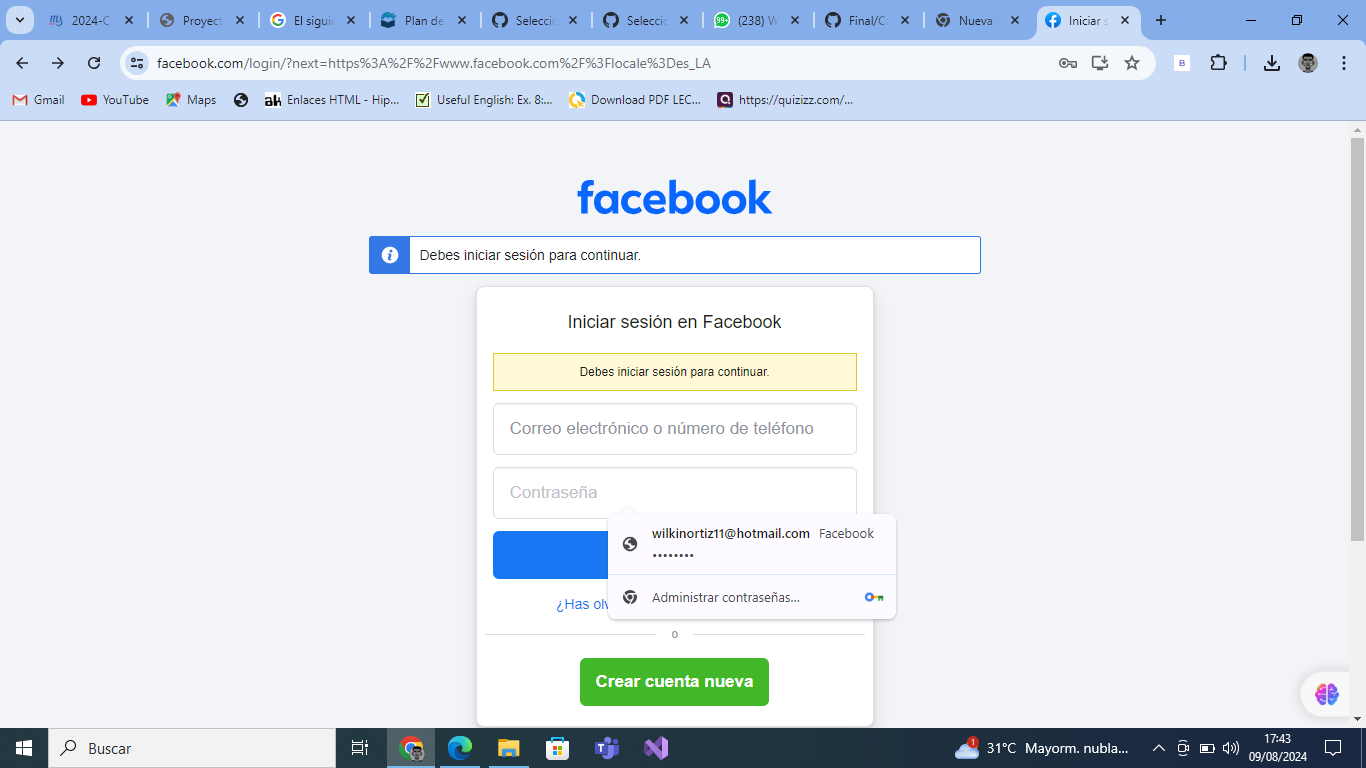 2024-C
Proyect
El siguie
Plan de
Selecció
Selecció
(238) W
Final/Co
Nueva
Iniciar s
facebook.com/login/?next=https%3A%2F%2Fwww.facebook.com%2F%3Flocale%3Des_LA
Gmail
YouTube
Maps
Enlaces HTML - Hip...
Useful English: Ex. 8:...
Download PDF LEC...
https://quizizz.com/...
facebook
Debes iniciar sesión para continuar.
Iniciar sesión en Facebook
Debes iniciar sesión para continuar.
Correo electrónico o número de teléfono
Contraseña
wilkinortiz11@hotmail.com Facebook
••••••••
Administrar contraseñas...
¿Has olv
o
Crear cuenta nueva
Buscar
1
31°C Mayorm. nubla...
17:43
09/08/2024